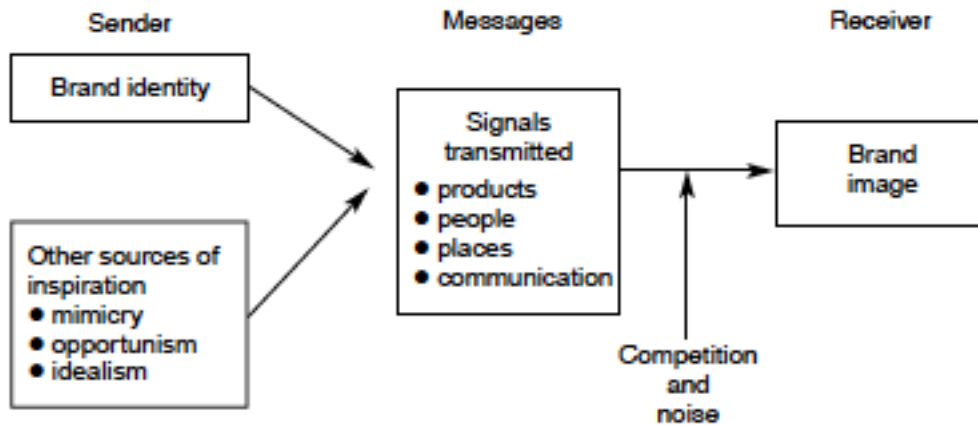 Sender
Messages
Receiver
Brand identity
Other sources of
inspiration
● mimicry
● opportunism
● idealism
Signals
transmitted
● products
● people
● places
● communication
Brand
image
Competition
and
noise